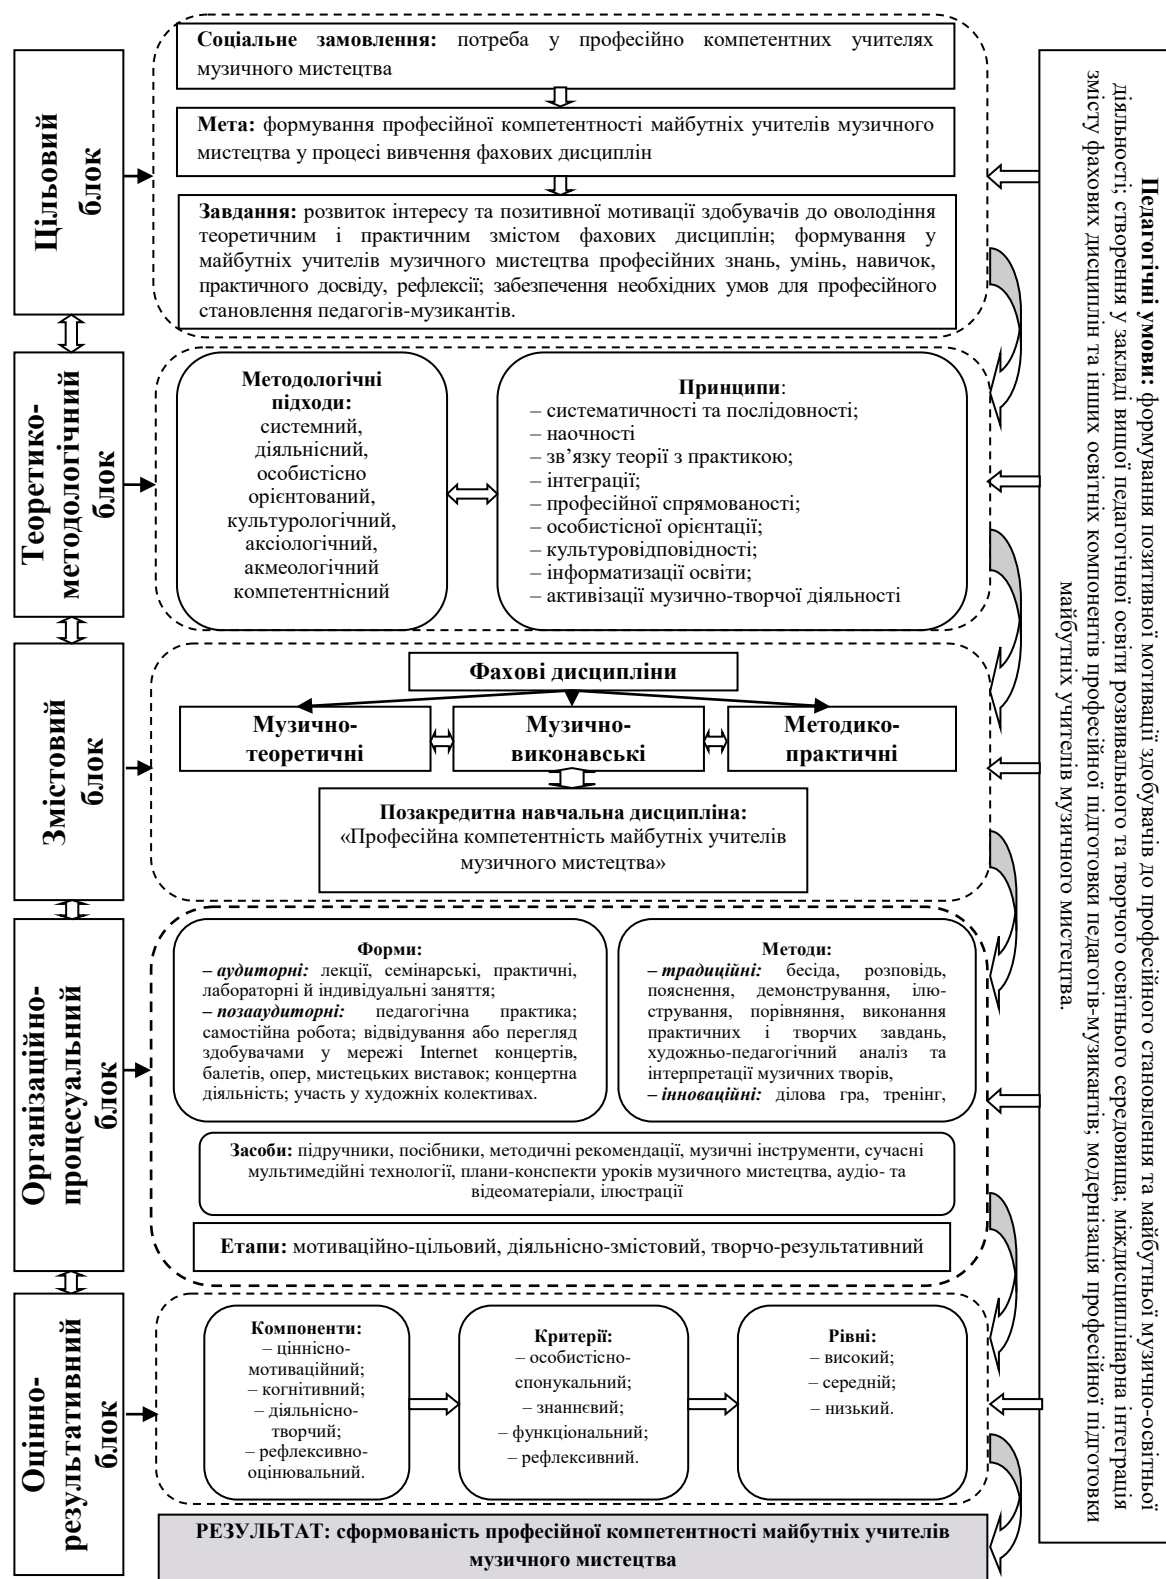 Цільовий
блок
Соціальне замовлення: потреба у професійно компетентних учителях
музичного мистецтва
Мета: формування професійної компетентності майбутніх учителів музичного
мистецтва у процесі вивчення фахових дисциплін
Завдання: розвиток інтересу та позитивної мотивації здобувачів до оволодіння
теоретичним і практичним змістом фахових дисциплін; формування у
майбутніх учителів музичного мистецтва професійних знань, умінь, навичок,
практичного досвіду, рефлексії; забезпечення необхідних умов для професійного
становлення педагогів-музикантів.
Теоретико-
методологічний
блок
Методологічні
підходи:
системний,
діяльнісний,
особистісно
орієнтований,
культурологічний,
аксіологічний,
акмеологічний
компетентнісний
Принципи:
– систематичності та послідовності;
– наочності
– зв’язку теорії з практикою;
– інтеграції;
– професійної спрямованості;
– особистісної орієнтації;
– культуровідповідності;
– інформатизації освіти;
– активізації музично-творчої діяльності
Змістовий
блок
Фахові дисципліни
Музично-
теоретичні
Музично-
виконавські
Методико-
практичні
Позакредитна навчальна дисципліна:
«Професійна компетентність майбутніх учителів
музичного мистецтва»
Організаційно-
процесуальний
блок
Форми:
– аудиторні: лекції, семінарські, практичні,
лабораторні й індивідуальні заняття;
– позааудиторні: педагогічна практика;
самостійна робота; відвідування або перегляд
здобувачами у мережі Internet концертів,
балетів, опер, мистецьких виставок; концертна
діяльність; участь у художніх колективах.
Методи:
– традиційні: бесіда, розповідь,
пояснення, демонстрування, ілю-
стрування, порівняння, виконання
практичних і творчих завдань,
художньо-педагогічний аналіз та
інтерпретації музичних творів,
– інноваційні: ділова гра, тренінг,
Засоби: підручники, посібники, методичні рекомендації, музичні інструменти, сучасні
мультимедійні технології, плани-конспекти уроків музичного мистецтва, аудіо- та
відеоматеріали, ілюстрації
Етапи: мотиваційно-цільовий, діяльнісно-змістовий, творчо-результативний
Оцінно-
результативний
блок
Компоненти:
– ціннісно-
мотиваційний;
– когнітивний;
– діяльнісно-
творчий;
– рефлексивно-
оцінювальний.
Критерії:
– особистісно-
спонукальний;
– знаннєвий;
– функціональний;
– рефлексивний.
Рівні:
– високий;
– середній;
– низький.
РЕЗУЛЬТАТ: сформованість професійної компетентності майбутніх учителів
музичного мистецтва
Педагогічні умови: формування позитивної мотивації здобувачів до професійного становлення та майбутньої музично-освітньої
діяльності; створення у закладі вищої педагогічної освіти розвивального та творчого освітнього середовища; міждисциплінарна інтеграція
змісту фахових дисциплін та інших освітніх компонентів професійної підготовки педагогів-музикантів; модернізація професійної підготовки
майбутніх учителів музичного мистецтва.